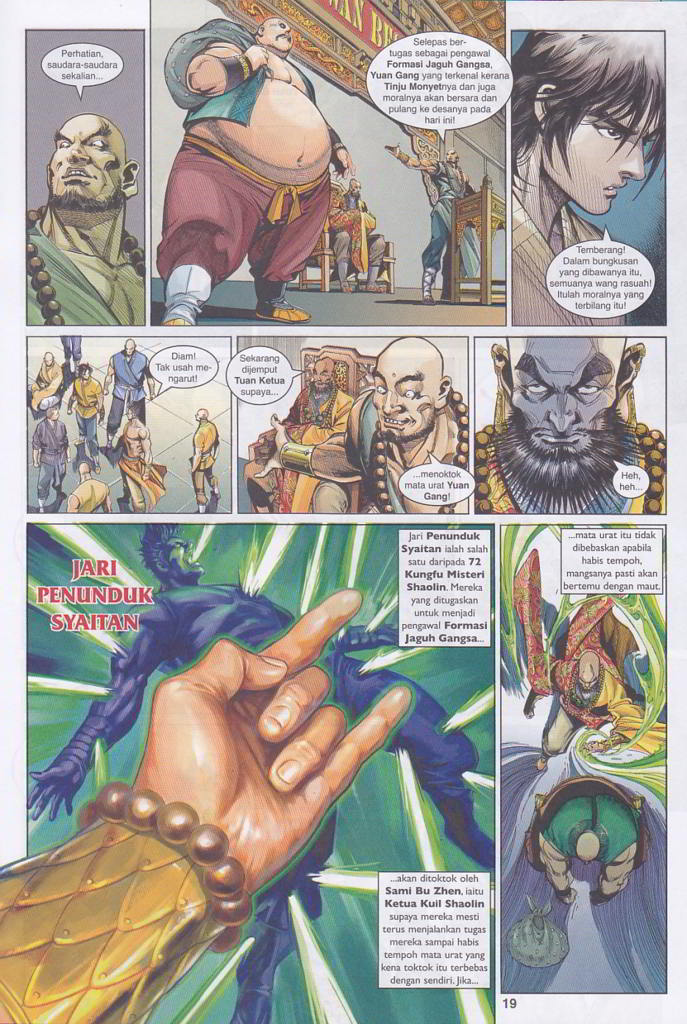 Perhatian,
saudara-saudara
sekalian...
Selepas ber-
tugas sebagai pengawal
Formasi Jaguh Gangsa,
Yuan Gang yang terkenal kerana
Tinju Monyetnya dan juga
moralnya akan bersara dan
pulang ke desanya pada
hari ini!
Temberang!
Dalam bungkusan
yang dibawanya itu,
semuanya wang rasuah!
Itulah moralnya yang
terbilang itu!
Diam!
Tak usah me-
ngarut!
Sekarang
dijemput
Tuan Ketua
supaya...
...menoktok
mata urat Yuan
Gang!
Heh,
heh...
JARI
PENUNDUK
SYAITAN
Jari Penunduk
Syaitan ialah salah
satu daripada 72
Kungfu Misteri
Shaolin. Mereka
yang ditugaskan
untuk menjadi
pengawal Formasi
Jaguh Gangsa...
...akan ditoktok oleh
Sami Bu Zhen, iaitu
Ketua Kuil Shaolin
supaya mereka mesti
terus menjalankan tugas
mereka sampai habis
tempoh mata urat yang
kena toktok itu terbebas
dengan sendiri. Jika...
...mata urat itu tidak
dibebaskan apabila
habis tempoh,
mangsanya pasti akan
bertemu dengan maut.
19